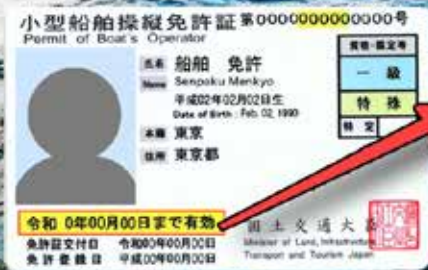 小型船舶操縦免許証 第0000000000000号
Permit of Boat's Operator
氏名 船舶 免許
Name Senpaku Menkyo
平成02年02月02日生
Date of Birth : Feb. 02, 1990
本籍 東京
住所 東京都
資格・限定等
一級
特殊
特定
令和 0年00月00日まで有効
免許証交付日 令和00年00月00日
免許登録日 平成00年00月00日
国土交通大臣
Minister of Land, Infrastructure
Transport and Tourism Japan